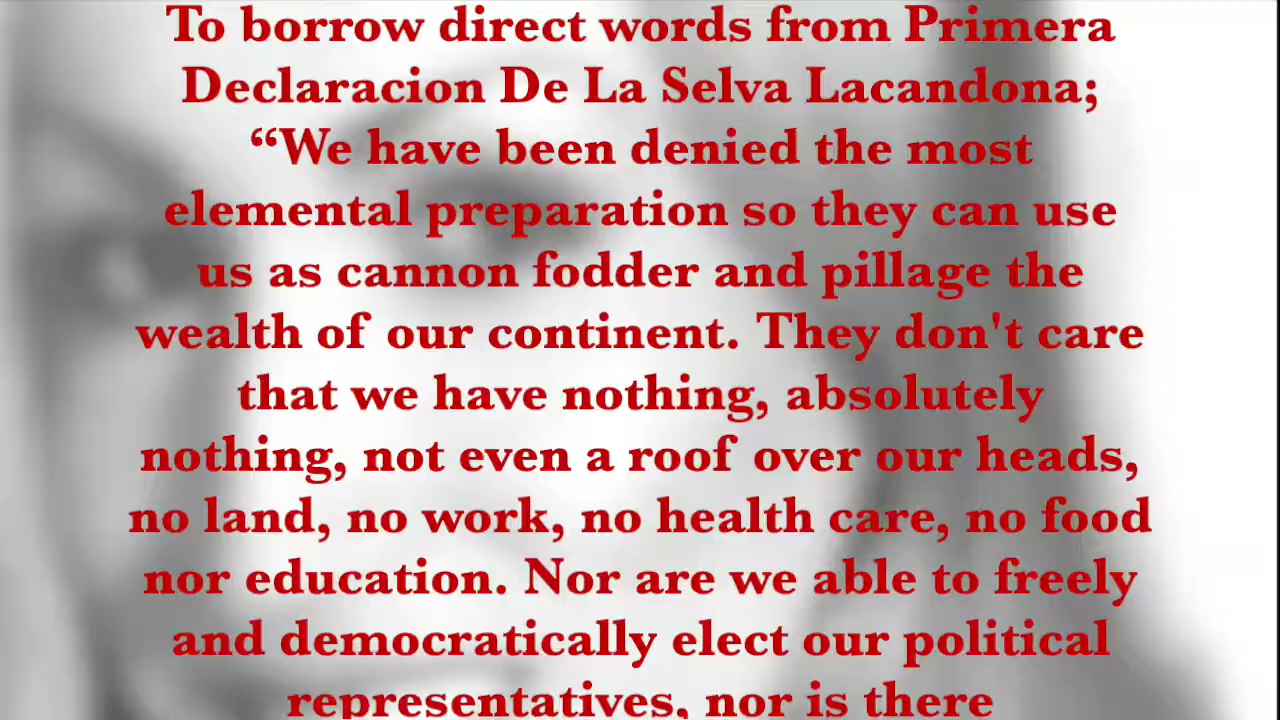 To borrow direct words from Primera
Declaracion De La Selva Lacandona;
“We have been denied the most
elemental preparation so they can use
us as cannon fodder and pillage the
wealth of our continent. They don't care
that we have nothing, absolutely
nothing, not even a roof over our heads,
no land, no work, no health care, no food
nor education. Nor are we able to freely
and democratically elect our political
representatives, nor is there